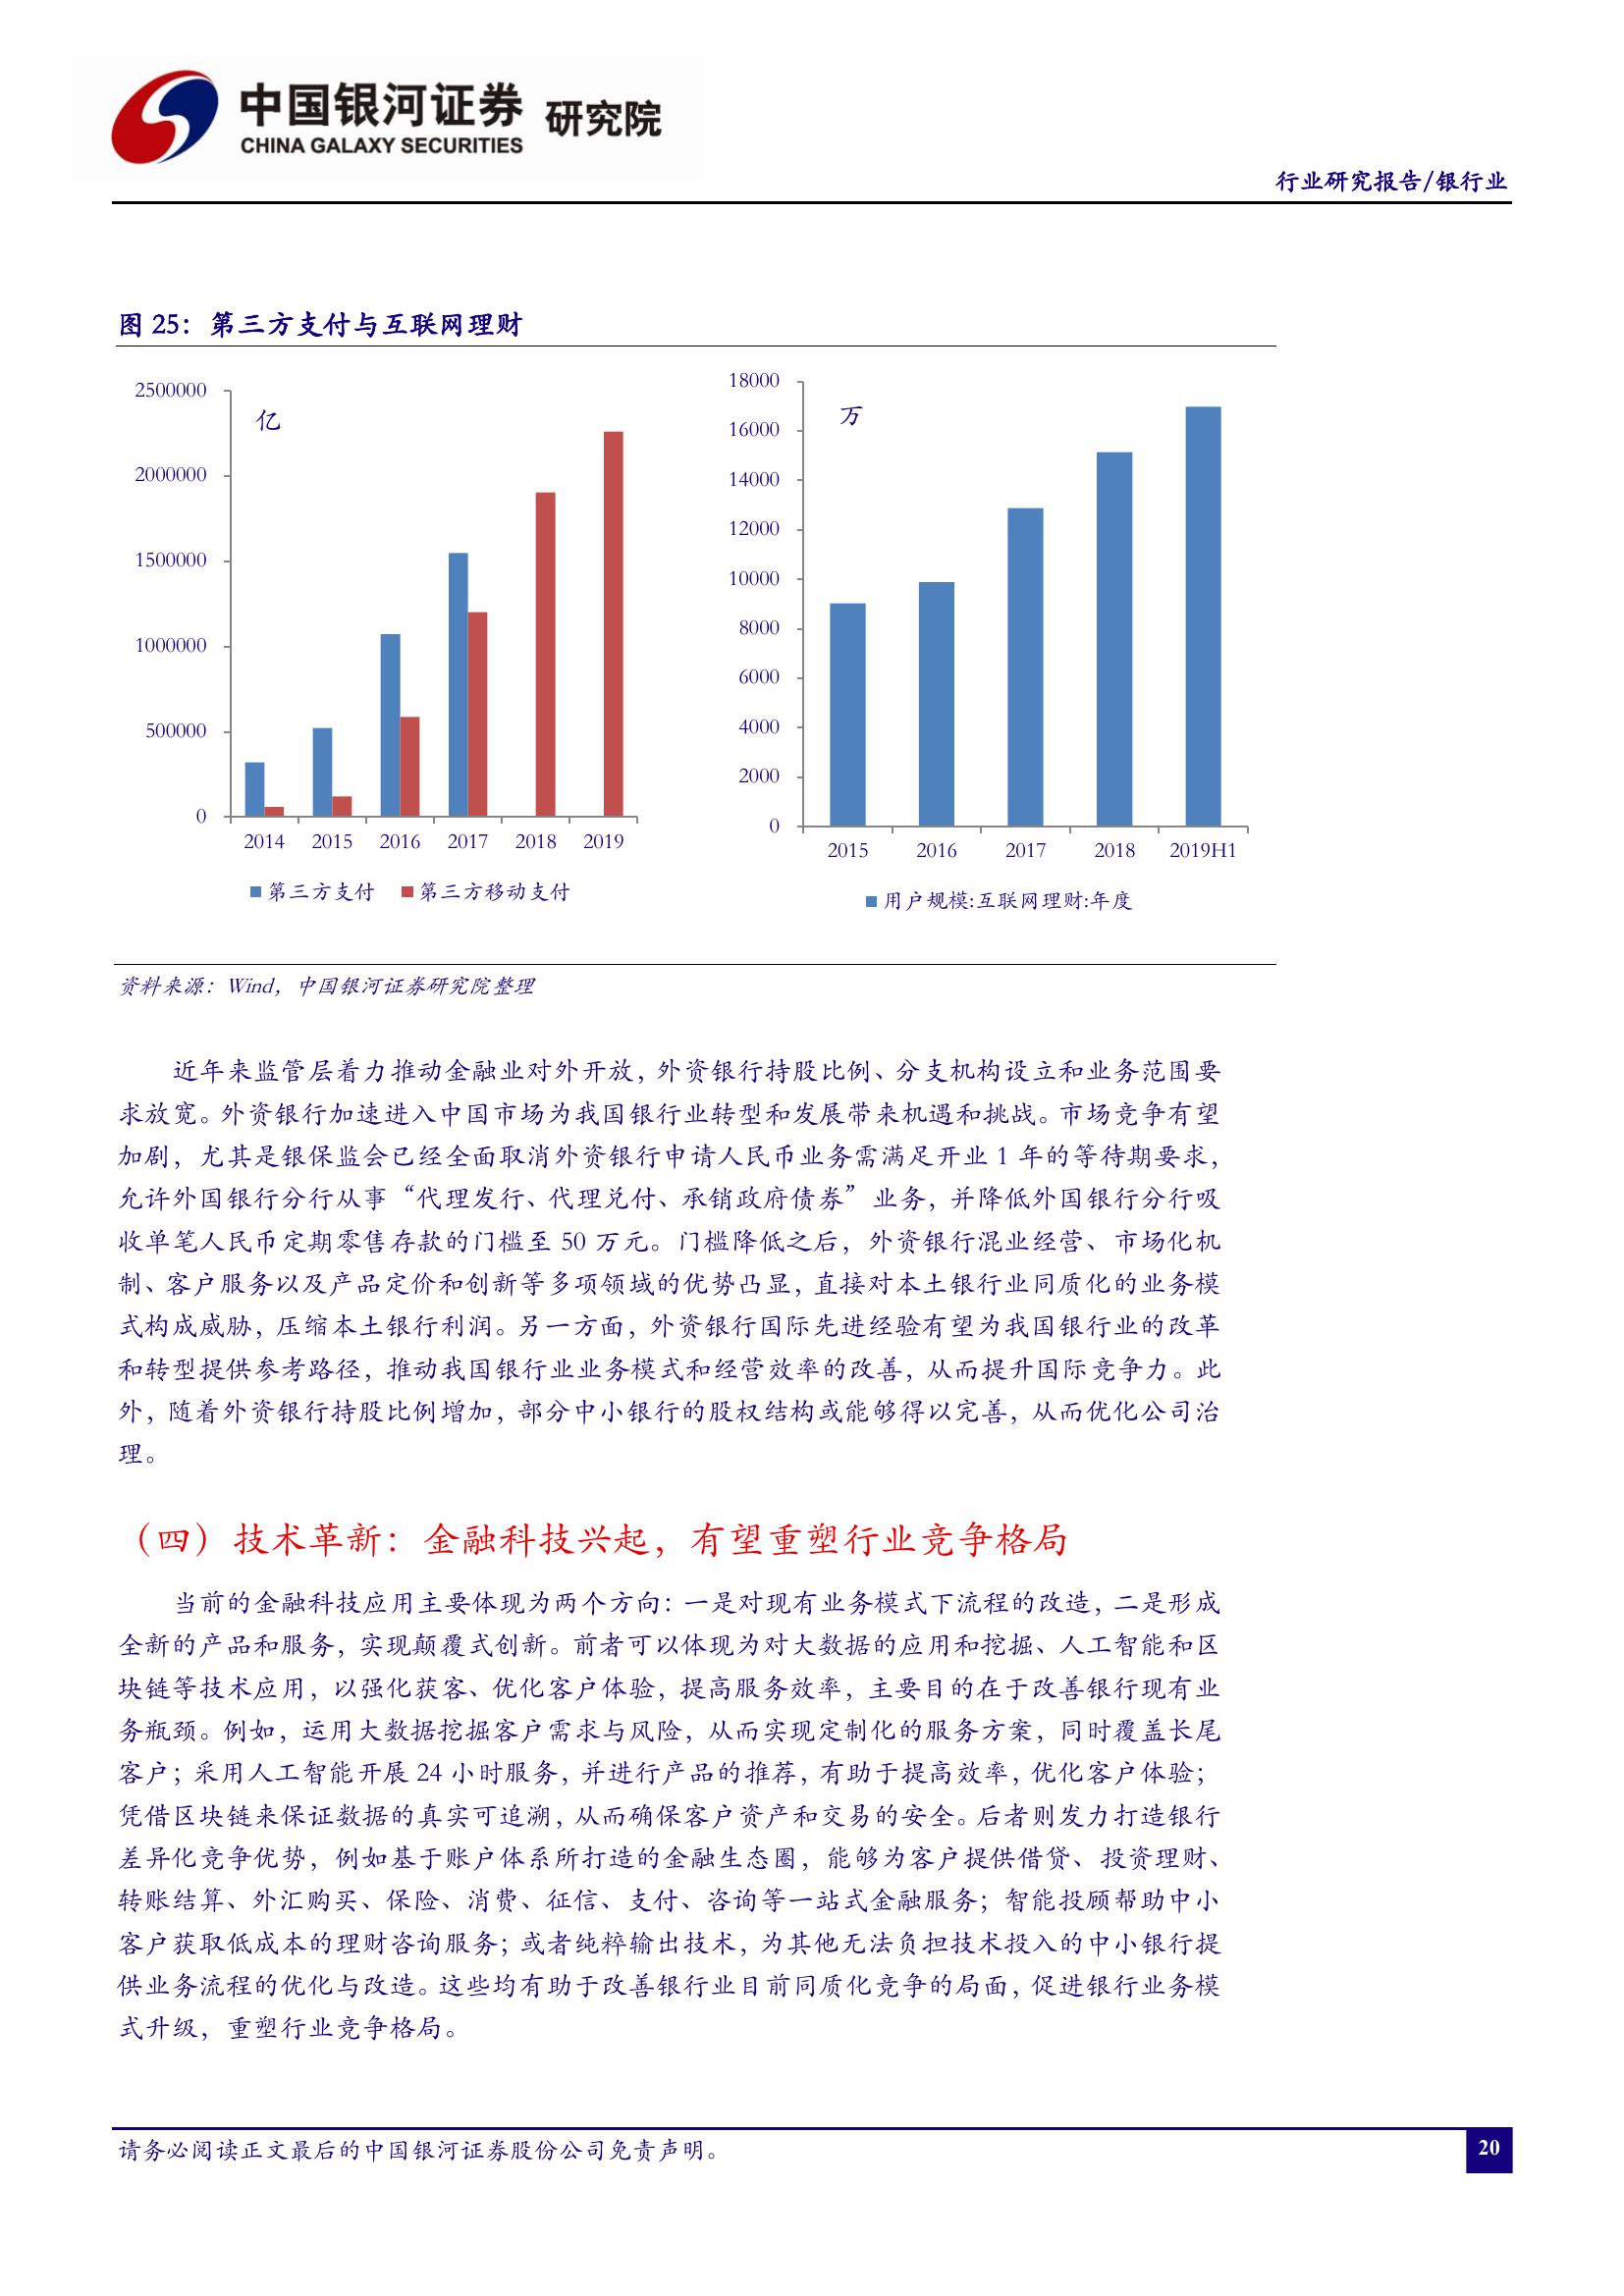 中国银河证券 研究院
CHINA GALAXY SECURITIES
行业研究报告/银行业
图 25：第三方支付与互联网理财
2500000
2000000
1500000
1000000
500000
0
亿
2014 2015 2016 2017 2018 2019
第三方支付 第三方移动支付
18000
16000
14000
12000
10000
8000
6000
4000
2000
0
万
2015 2016 2017 2018 2019H1
用户规模:互联网理财:年度
资料来源：Wind，中国银河证券研究院整理
近年来监管层着力推动金融业对外开放，外资银行持股比例、分支机构设立和业务范围要
求放宽。外资银行加速进入中国市场为我国银行业转型和发展带来机遇和挑战。市场竞争有望
加剧，尤其是银保监会已经全面取消外资银行申请人民币业务需满足开业 1 年的等待期要求，
允许外国银行分行从事“代理发行、代理兑付、承销政府债券”业务，并降低外国银行分行吸
收单笔人民币定期零售存款的门槛至 50 万元。门槛降低之后，外资银行混业经营、市场化机
制、客户服务以及产品定价和创新等多项领域的优势凸显，直接对本土银行业同质化的业务模
式构成威胁，压缩本土银行利润。另一方面，外资银行国际先进经验有望为我国银行业的改革
和转型提供参考路径，推动我国银行业业务模式和经营效率的改善，从而提升国际竞争力。此
外，随着外资银行持股比例增加，部分中小银行的股权结构或能够得以完善，从而优化公司治
理。
（四）技术革新：金融科技兴起，有望重塑行业竞争格局
当前的金融科技应用主要体现为两个方向：一是对现有业务模式下流程的改造，二是形成
全新的产品和服务，实现颠覆式创新。前者可以体现为对大数据的应用和挖掘、人工智能和区
块链等技术应用，以强化获客、优化客户体验，提高服务效率，主要目的在于改善银行现有业
务瓶颈。例如，运用大数据挖掘客户需求与风险，从而实现定制化的服务方案，同时覆盖长尾
客户；采用人工智能开展 24 小时服务，并进行产品的推荐，有助于提高效率，优化客户体验；
凭借区块链来保证数据的真实可追溯，从而确保客户资产和交易的安全。后者则发力打造银行
差异化竞争优势，例如基于账户体系所打造的金融生态圈，能够为客户提供借贷、投资理财、
转账结算、外汇购买、保险、消费、征信、支付、咨询等一站式金融服务；智能投顾帮助中小
客户获取低成本的理财咨询服务；或者纯粹输出技术，为其他无法负担技术投入的中小银行提
供业务流程的优化与改造。这些均有助于改善银行业目前同质化竞争的局面，促进银行业务模
式升级，重塑行业竞争格局。
请务必阅读正文最后的中国银河证券股份公司免责声明。
20